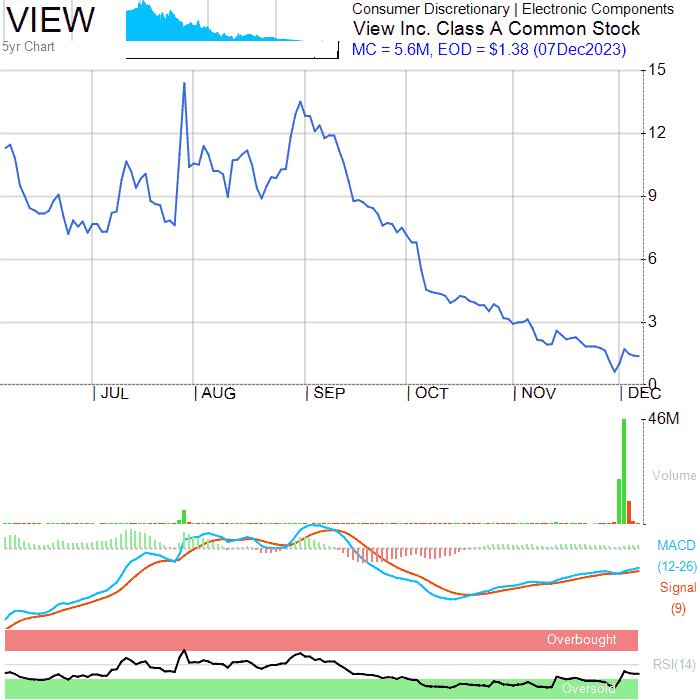 VIEW
5yr Chart
Consumer Discretionary | Electronic Components
View Inc. Class A Common Stock
MC = 5.6M, EOD = $1.38 (07Dec2023)
15
12
9
6
3
0
JUL AUG SEP OCT NOV DEC
46M
Volume
MACD
(12-26)
Signal
(9)
Overbought
RSI(14)
Oversold